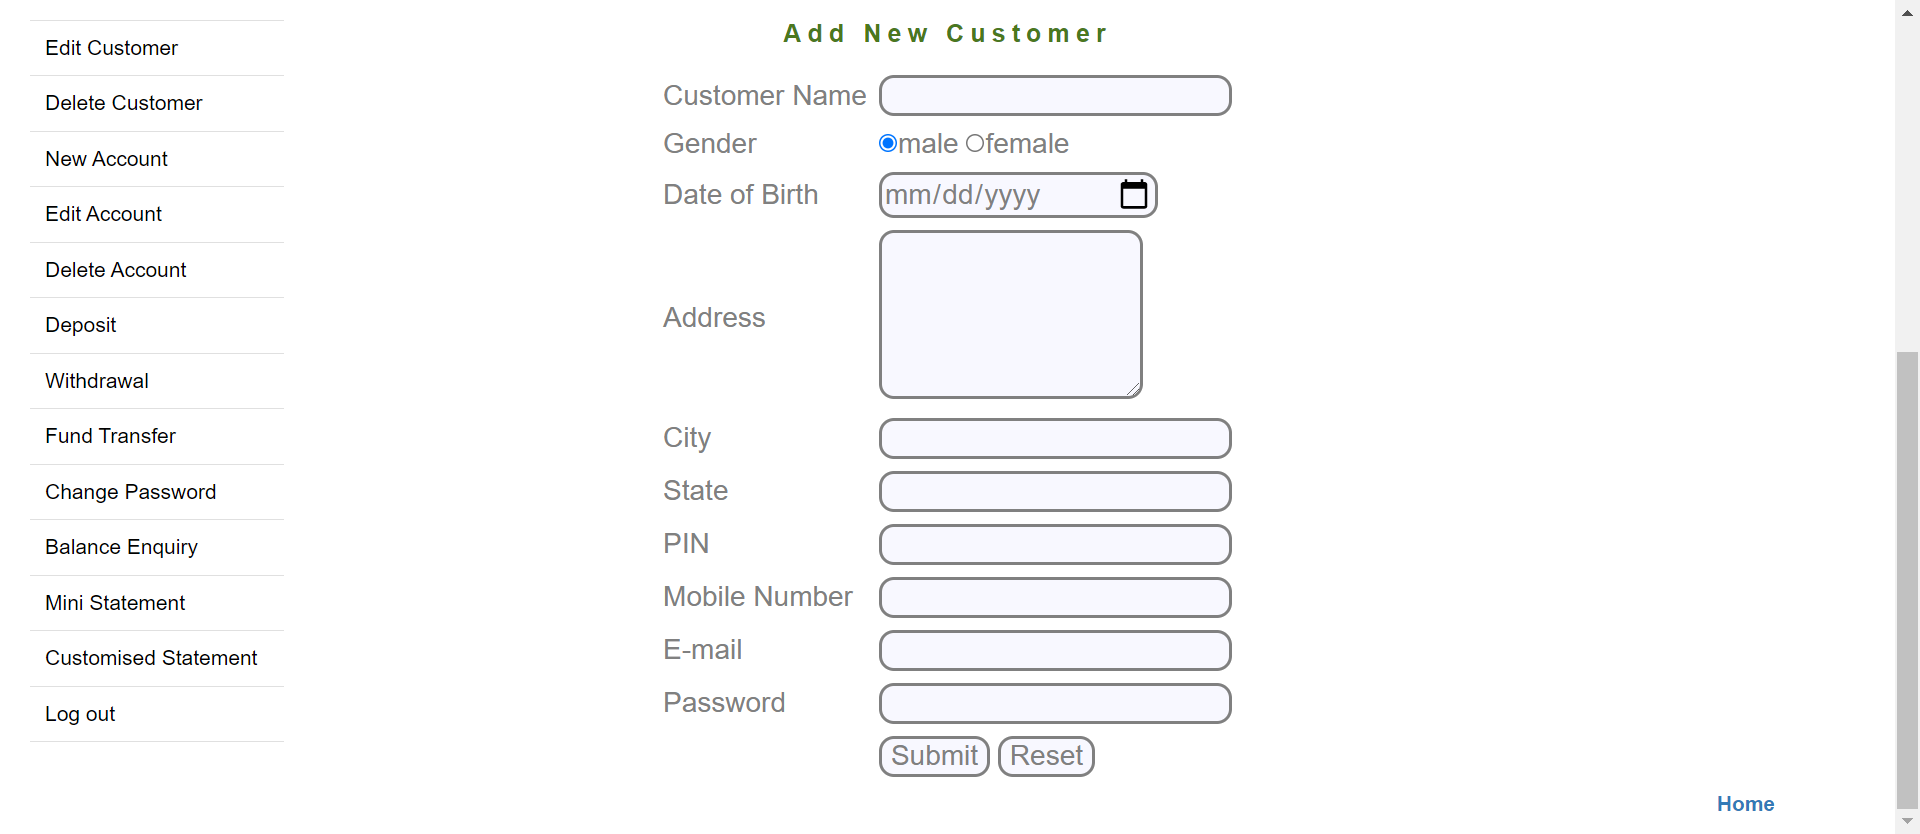 Edit Customer
Delete Customer
New Account
Edit Account
Delete Account
Deposit
Withdrawal
Fund Transfer
Change Password
Balance Enquiry
Mini Statement
Customised Statement
Log out
Add New Customer
Customer Name
Gender male female
Date of Birth mm/dd/yyyy
Address
City
State
PIN
Mobile Number
E-mail
Password
Submit Reset
Home